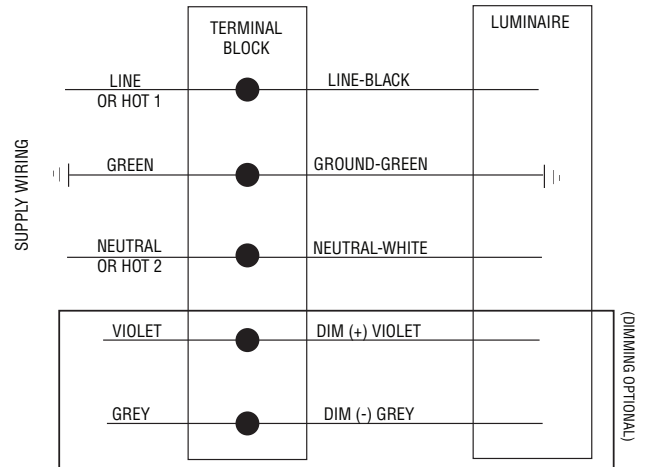 TERMINAL
BLOCK
LUMINAIRE
SUPPLY WIRING
LINE
OR HOT 1
LINE-BLACK
GREEN
GROUND-GREEN
NEUTRAL
OR HOT 2
NEUTRAL-WHITE
VIOLET
DIM (+) VIOLET
GREY
DIM (-) GREY
(DIMMING OPTIONAL)